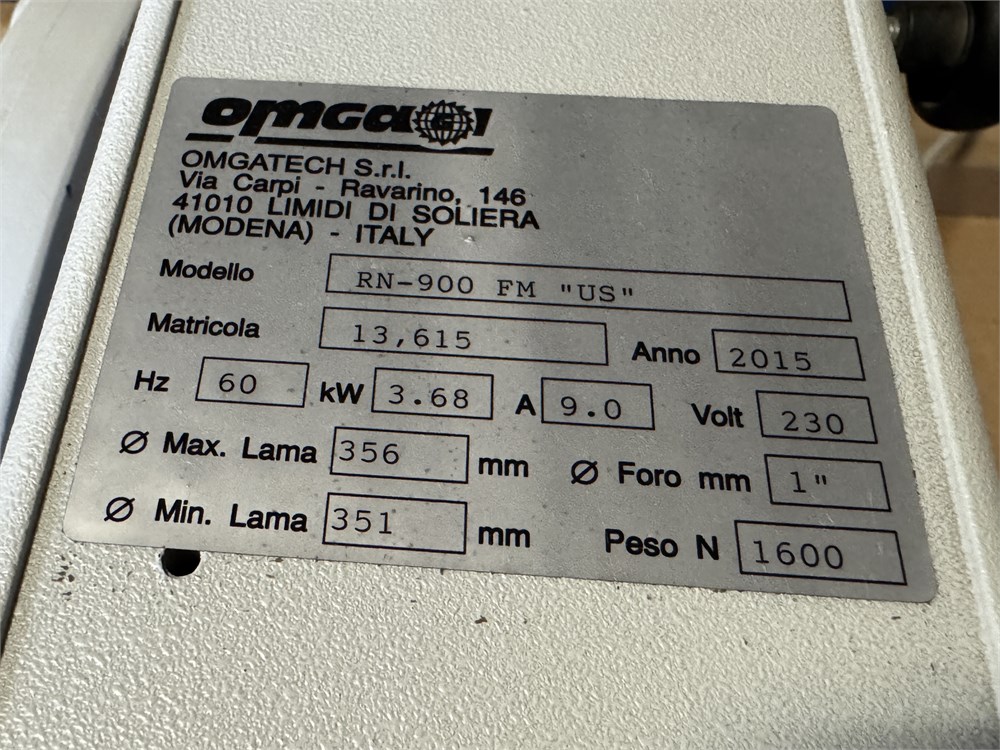 omga
OMGATECH S.r.l.
Via Carpi - Ravarino, 146
41010 LIMIDI DI SOLIERA
(MODENA) - ITALY
Modello RN-900 FM "US"
Matricola 13,615 Anno 2015
Hz 60 kW 3.68 A 9.0 Volt 230
Ø Max. Lama 356 mm Ø Foro mm 1"
Ø Min. Lama 351 mm Peso N 1600